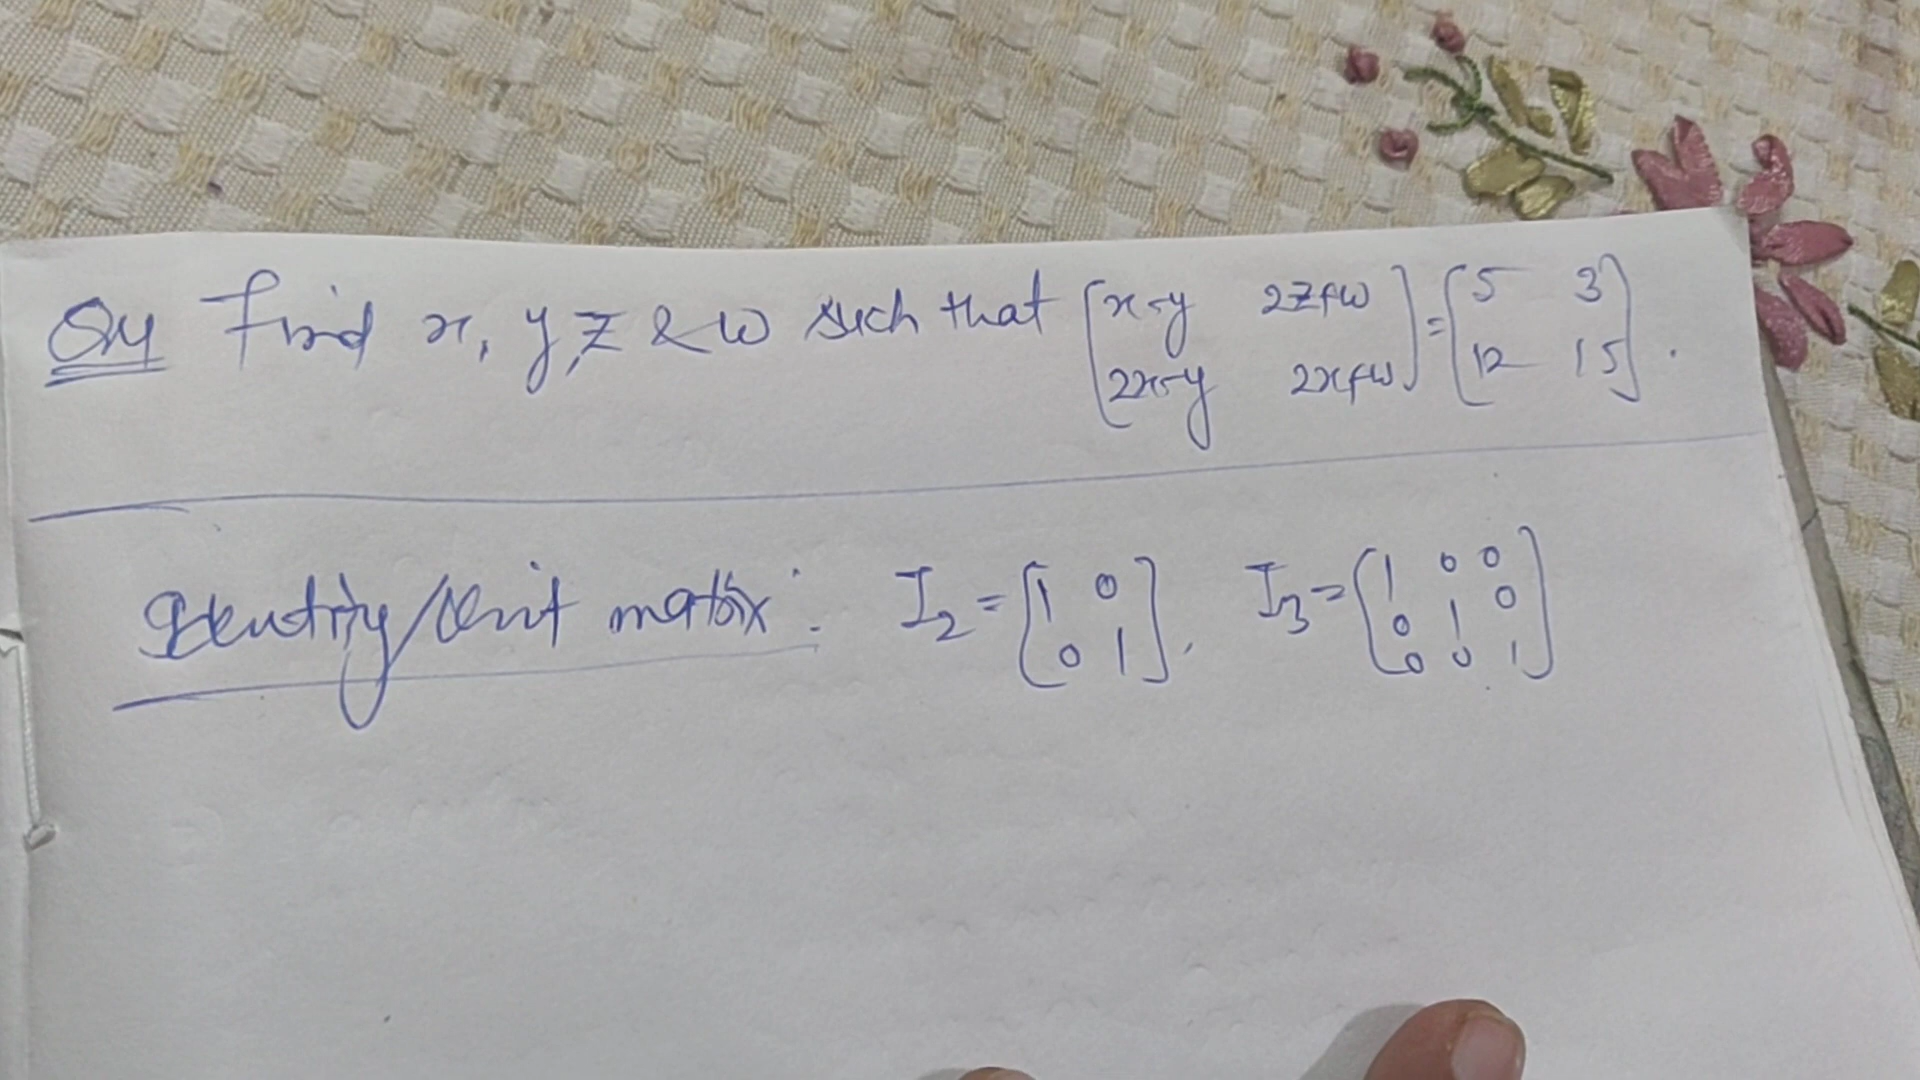 Q4 Find x, y, z & w such that [x-y 2z+w] = [5 3]
[2x-y 2x+w] [12 15].
Identity/Unit matrix: I2 = [1 0, I3 = [1 0 0
0 1], 0 1 0
0 0 1]